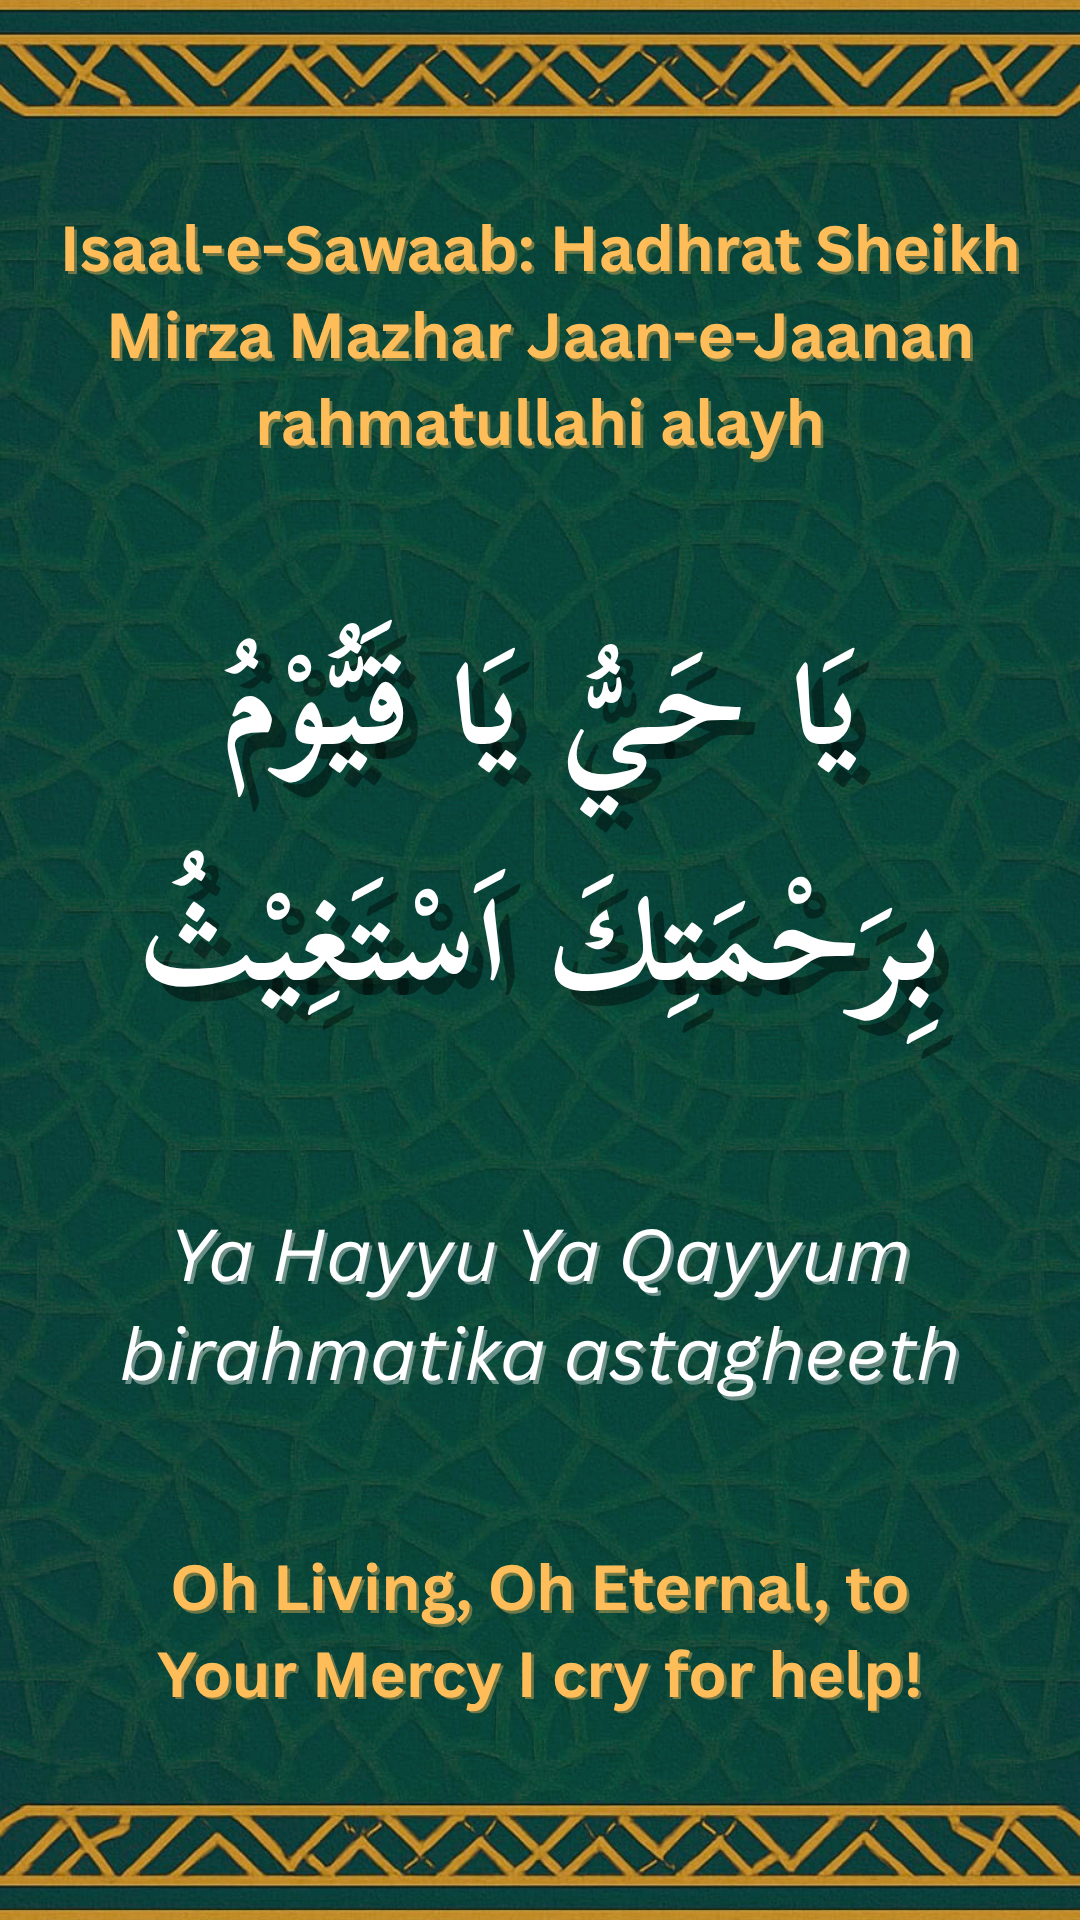 Isaal-e-Sawaab: Hadhrat Sheikh
Mirza Mazhar Jaan-e-Jaanan
rahmatullahi alayh
يَا حَيُّ يَا قَيُّوْمُ
بِرَحْمَتِكَ اَسْتَغِيْثُ
Ya Hayyu Ya Qayyum
birahmatika astagheeth
Oh Living, Oh Eternal, to
Your Mercy I cry for help!